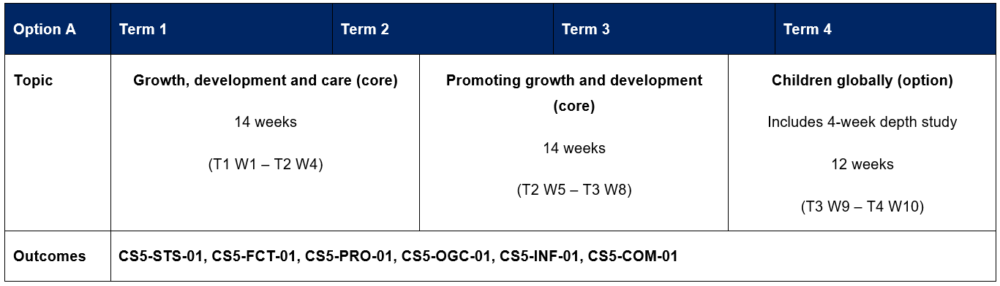 Option A Term 1 Term 2 Term 3 Term 4
Topic
Growth, development and care (core)
14 weeks
(T1 W1 – T2 W4)
Promoting growth and development
(core)
14 weeks
(T2 W5 – T3 W8)
Children globally (option)
Includes 4-week depth study
12 weeks
(T3 W9 – T4 W10)
Outcomes CS5-STS-01, CS5-FCT-01, CS5-PRO-01, CS5-OGC-01, CS5-INF-01, CS5-COM-01